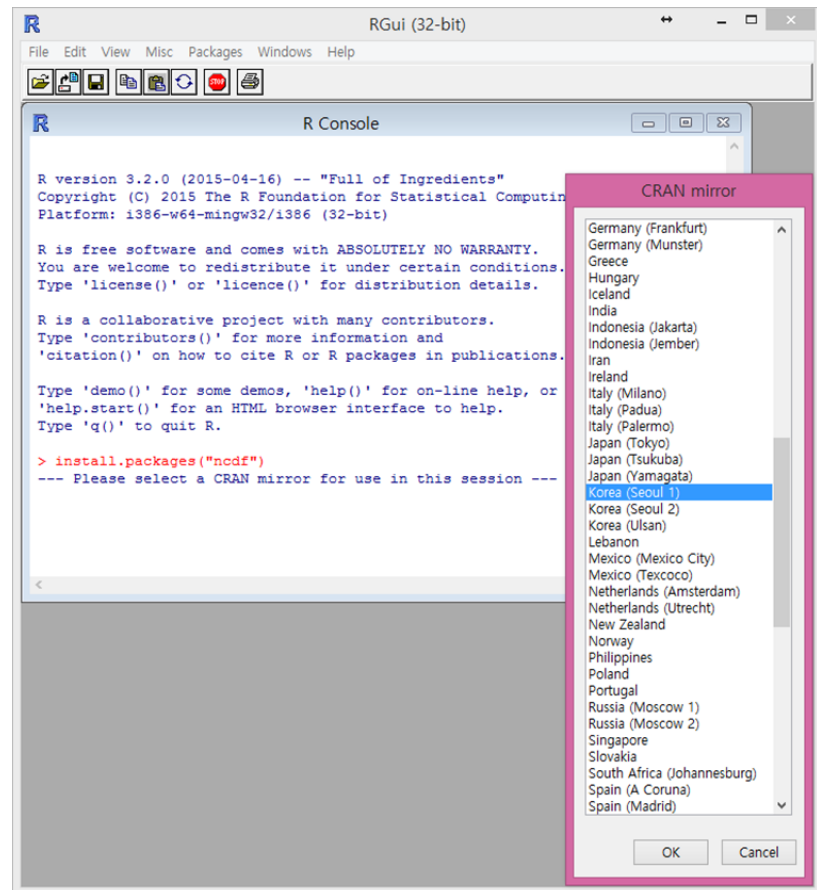 RGui (32-bit)
File Edit View Misc Packages Windows Help
STOP
R Console
R version 3.2.0 (2015-04-16) -- "Full of Ingredients"
Copyright (C) 2015 The R Foundation for Statistical Computin
Platform: i386-w64-mingw32/i386 (32-bit)
R is free software and comes with ABSOLUTELY NO WARRANTY.
You are welcome to redistribute it under certain conditions.
Type 'license()' or 'licence()' for distribution details.
R is a collaborative project with many contributors.
Type 'contributors()' for more information and
'citation()' on how to cite R or R packages in publications.
Type 'demo()' for some demos, 'help()' for on-line help, or
'help.start()' for an HTML browser interface to help.
Type 'q()' to quit R.
> install.packages("ncdf")
--- Please select a CRAN mirror for use in this session ---
CRAN mirror
Germany (Frankfurt)
Germany (Munster)
Greece
Hungary
Iceland
India
Indonesia (Jakarta)
Indonesia (Jember)
Iran
Ireland
Italy (Milano)
Italy (Padua)
Italy (Palermo)
Japan (Tokyo)
Japan (Tsukuba)
Japan (Yamagata)
Korea (Seoul 1)
Korea (Seoul 2)
Korea (Ulsan)
Lebanon
Mexico (Mexico City)
Mexico (Texcoco)
Netherlands (Amsterdam)
Netherlands (Utrecht)
New Zealand
Norway
Philippines
Poland
Portugal
Russia (Moscow 1)
Russia (Moscow 2)
Singapore
Slovakia
South Africa (Johannesburg)
Spain (A Coruna)
Spain (Madrid)
OK Cancel